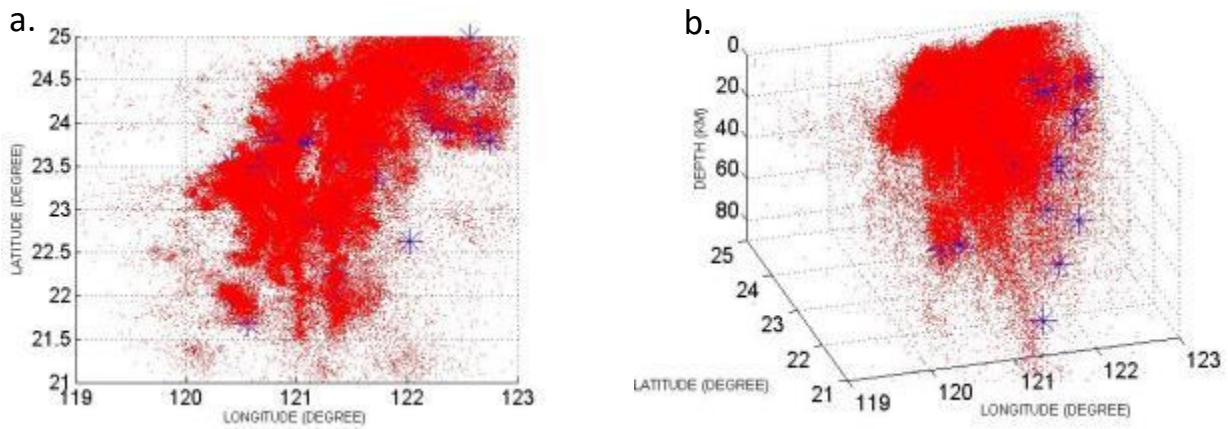 a.
25
24.5
24
23.5
23
22.5
22
21.5
21
119 120 121 122 123
LATITUDE (DEGREE)
LONGITUDE (DEGREE)
b.
0
20
40
60
80
DEPTH (KM)
25
24
23
22
21
LATITUDE (DEGREE)
119 120 121 122 123
LONGITUDE (DEGREE)